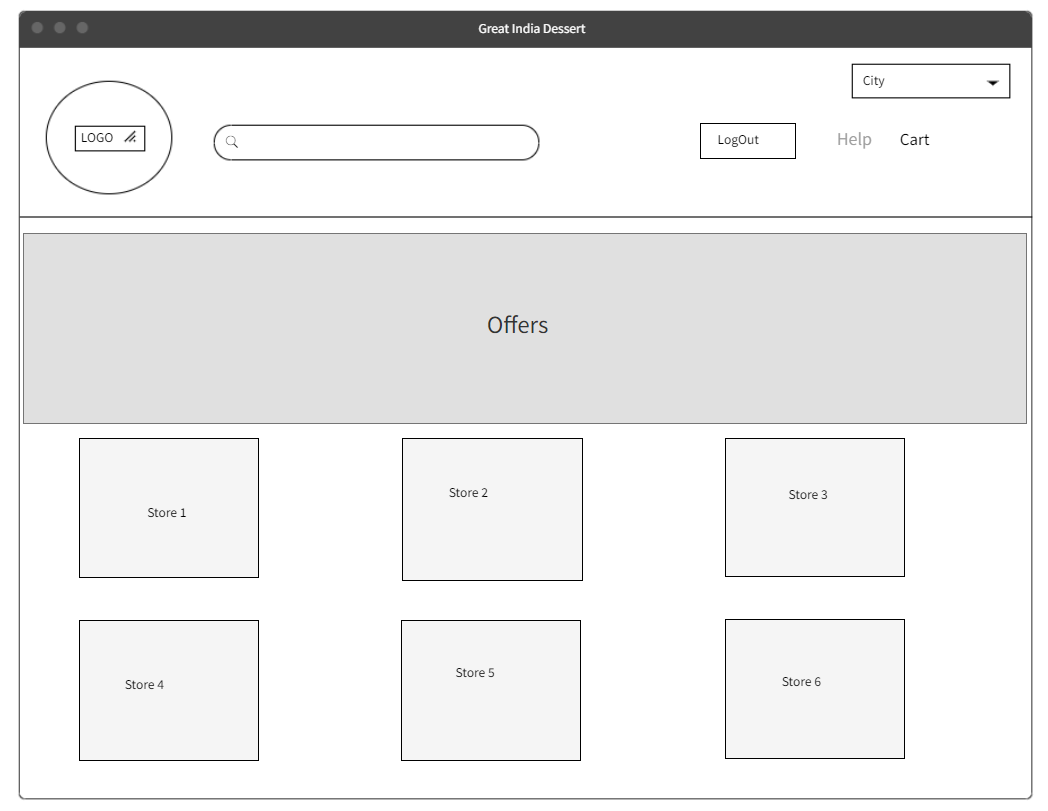 Great India Dessert
City
LOGO
LogOut
Help
Cart
Offers
Store 1
Store 2
Store 3
Store 4
Store 5
Store 6